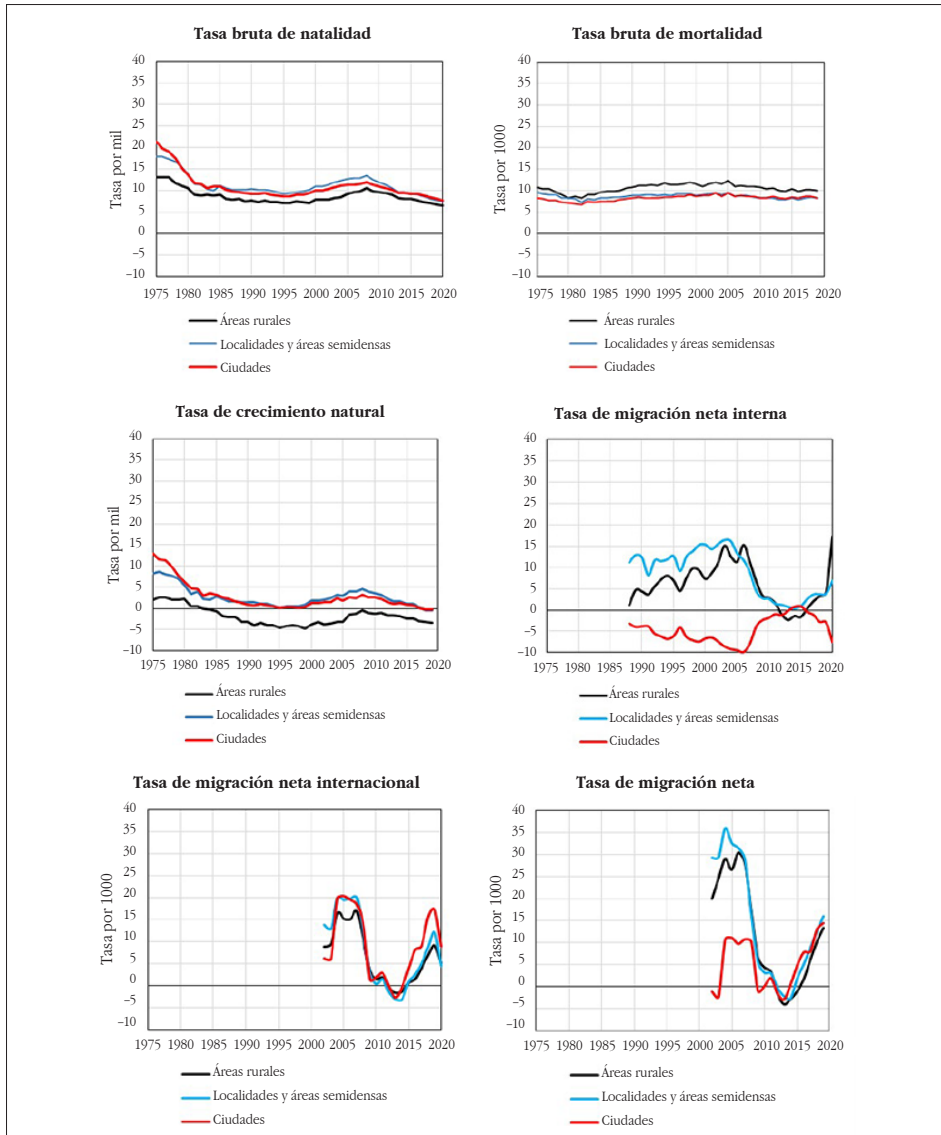 Tasa bruta de natalidad
Tasa por mil
40
35
30
25
20
15
10
5
0
–5
–10
1975 1980 1985 1990 1995 2000 2005 2010 2015 2020
Áreas rurales
Localidades y áreas semidensas
Ciudades
Tasa bruta de mortalidad
Tasa por 1000
40
35
30
25
20
15
10
5
0
–5
–10
1975 1980 1985 1990 1995 2000 2005 2010 2015 2020
Áreas rurales
Localidades y áreas semidensas
Ciudades
Tasa de crecimiento natural
Tasa por mil
40
35
30
25
20
15
10
5
0
–5
–10
1975 1980 1985 1990 1995 2000 2005 2010 2015 2020
Áreas rurales
Localidades y áreas semidensas
Ciudades
Tasa de migración neta interna
40
35
30
25
20
15
10
5
0
–5
–10
1975 1980 1985 1990 1995 2000 2005 2010 2015 2020
Áreas rurales
Localidades y áreas semidensas
Ciudades
Tasa de migración neta internacional
Tasa por 1000
40
35
30
25
20
15
10
5
0
–5
–10
1975 1980 1985 1990 1995 2000 2005 2010 2015 2020
Áreas rurales
Localidades y áreas semidensas
Ciudades
Tasa de migración neta
Tasa por 1000
40
35
30
25
20
15
10
5
0
–5
–10
1975 1980 1985 1990 1995 2000 2005 2010 2015 2020
Áreas rurales
Localidades y áreas semidensas
Ciudades